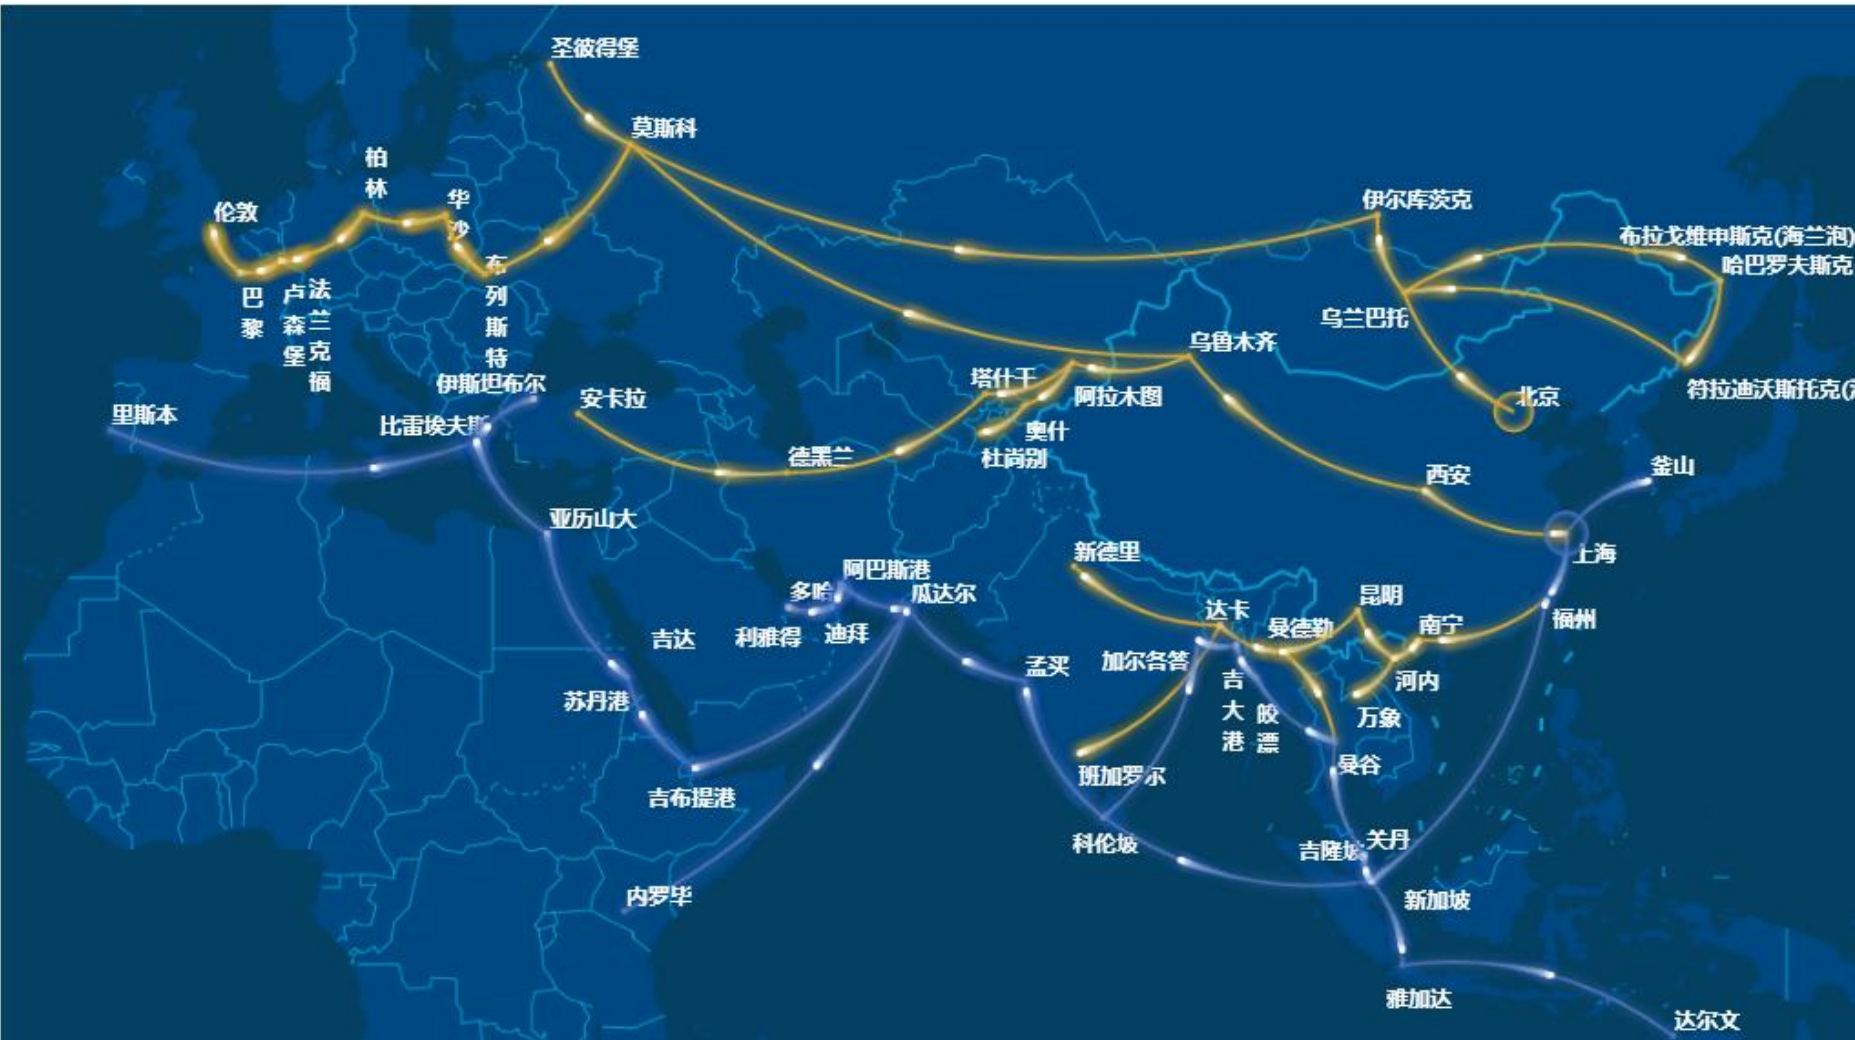 圣彼得堡
莫斯科
柏林
华沙
伦敦
伊尔库茨克
布拉戈维申斯克(海兰泡)
哈巴罗夫斯克
布列斯特
巴黎
卢森堡
法兰克福
乌兰巴托
乌鲁木齐
塔什干
伊斯坦布尔
安卡拉
阿拉木图
北京
符拉迪沃斯托克(
里斯本
比雷埃夫斯
奥什
德黑兰
杜尚别
西安
釜山
亚历山大
新德里
上海
阿巴斯港
多哈
瓜达尔
昆明
达卡
福州
曼德勒
南宁
吉达
利雅得
迪拜
加尔各答
孟买
河内
吉大港
皎漂
苏丹港
万象
曼谷
班加罗尔
吉布提港
科伦坡
吉隆坡
关丹
内罗毕
新加坡
雅加达
达尔文